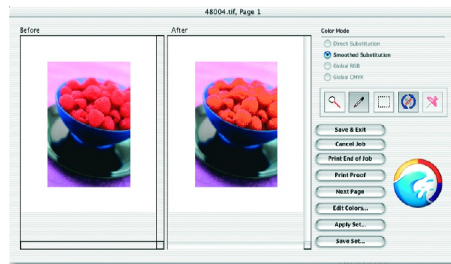 48004.tif, Page 1
Before
After
Color Mode
Direct Substitution
Smoothed Substitution
Global RGB
Global CMYK
Save & Exit
Cancel Job
Print End of Job
Print Proof
Next Page
Edit Colors...
Apply Set...
Save Set...